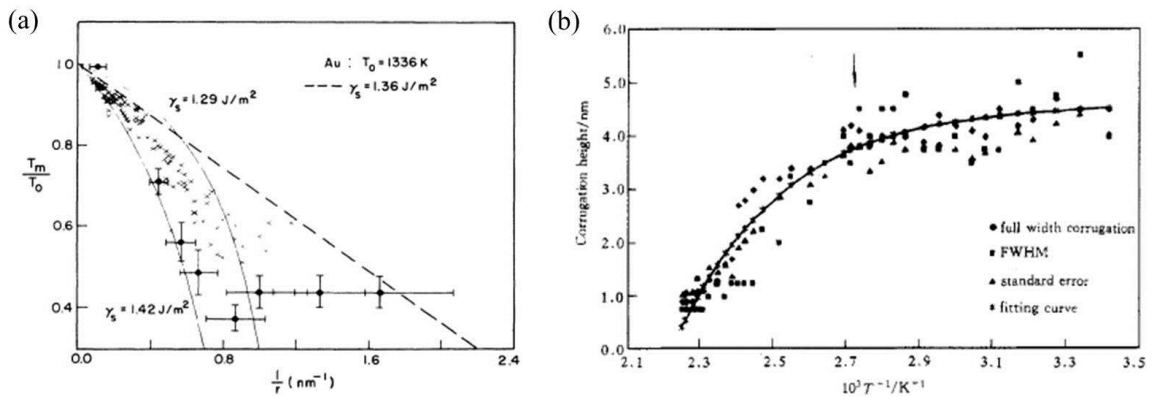 (a)
Au : T₀ = 1336 K
γₛ = 1.36 J/m²
γₛ = 1.29 J/m²
γₛ = 1.42 J/m²
1.0
0.8
0.6
0.4
Tm/T₀
0.0 0.8 1.6 2.4
1/r (nm⁻¹)
(b)
6.0
5.0
4.0
3.0
2.0
1.0
0.0
Corrugation height/nm
full width corrugation
FWHM
standard error
fitting curve
2.1 2.3 2.5 2.7 2.9 3.1 3.3 3.5
10³T⁻¹/K⁻¹